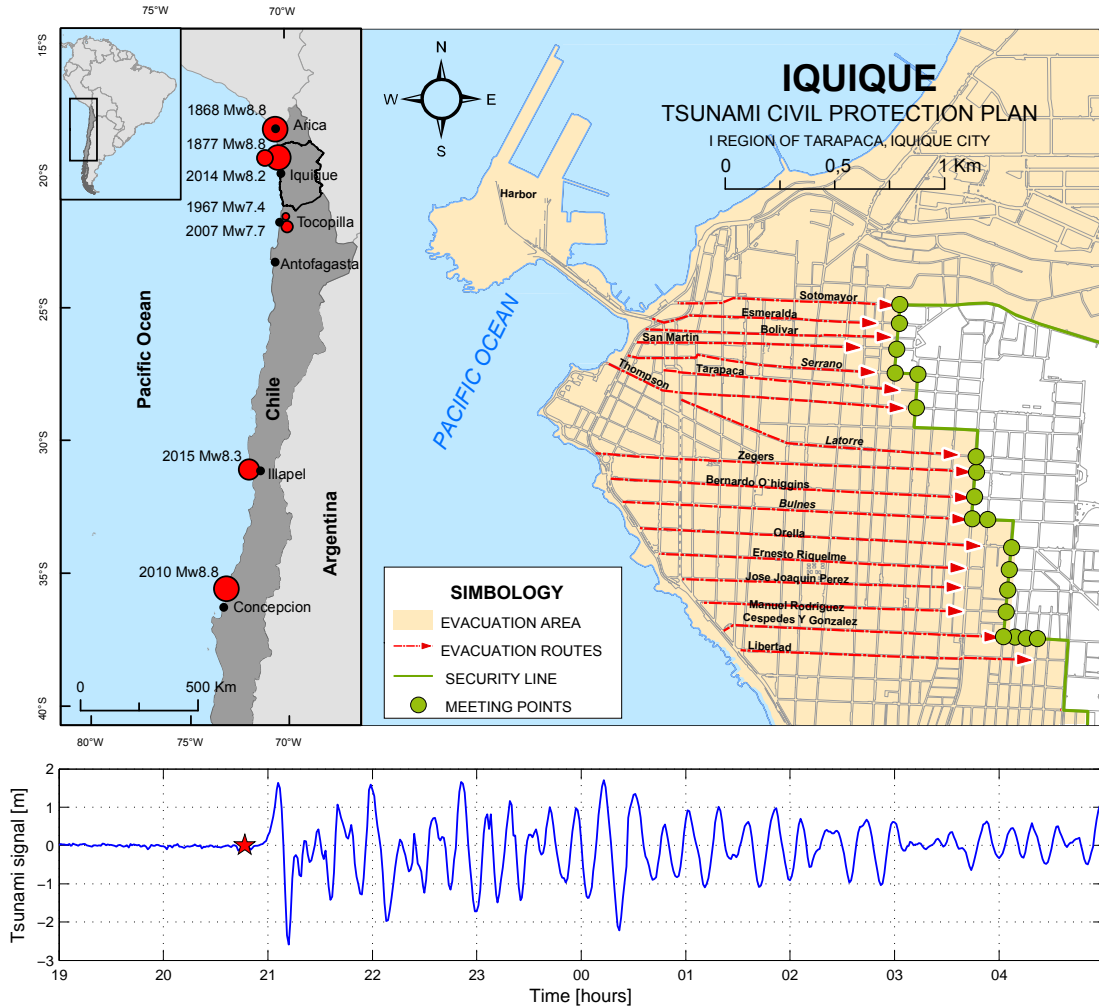 75°W
70°W
15°S
20°S
25°S
30°S
35°S
40°S
80°W
75°W
70°W
1868 Mw8.8
Arica
1877 Mw8.8
2014 Mw8.2
Iquique
1967 Mw7.4
Tocopilla
2007 Mw7.7
Antofagasta
Pacific Ocean
Chile
Argentina
2015 Mw8.3
Illapel
2010 Mw8.8
Concepcion
0
500 Km
N
W
E
S
IQUIQUE
TSUNAMI CIVIL PROTECTION PLAN
I REGION OF TARAPACA, IQUIQUE CITY
0
0,5
1 Km
Harbor
PACIFIC OCEAN
Sotomayor
Esmeralda
Bolivar
San Martin
Serrano
Tarapaca
Thompson
Latorre
Zegers
Bernardo O`higgins
Bulnes
Orella
Ernesto Riquelme
Jose Joaquin Perez
Manuel Rodriguez
Cespedes Y Gonzalez
Libertad
SIMBOLOGY
EVACUATION AREA
EVACUATION ROUTES
SECURITY LINE
MEETING POINTS
Tsunami signal [m]
2
1
0
−1
−2
−3
19
20
21
22
23
00
01
02
03
04
Time [hours]